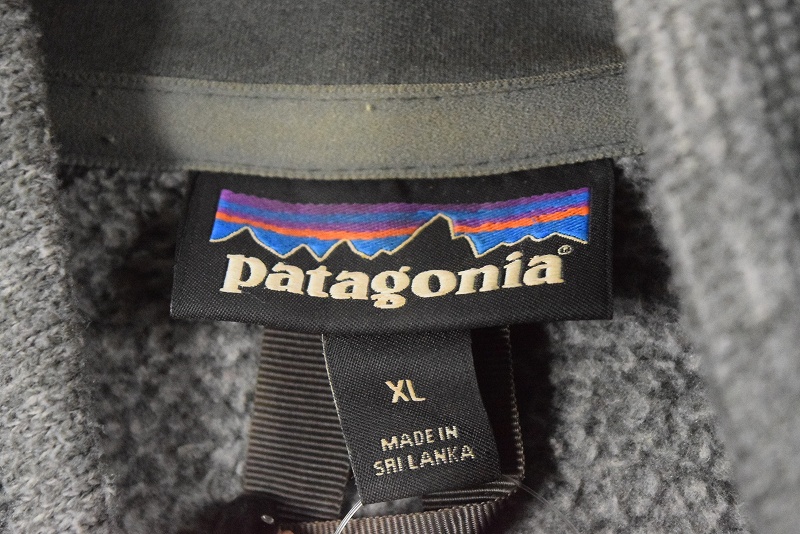 patagonia®
XL
MADE IN
SRI LANKA